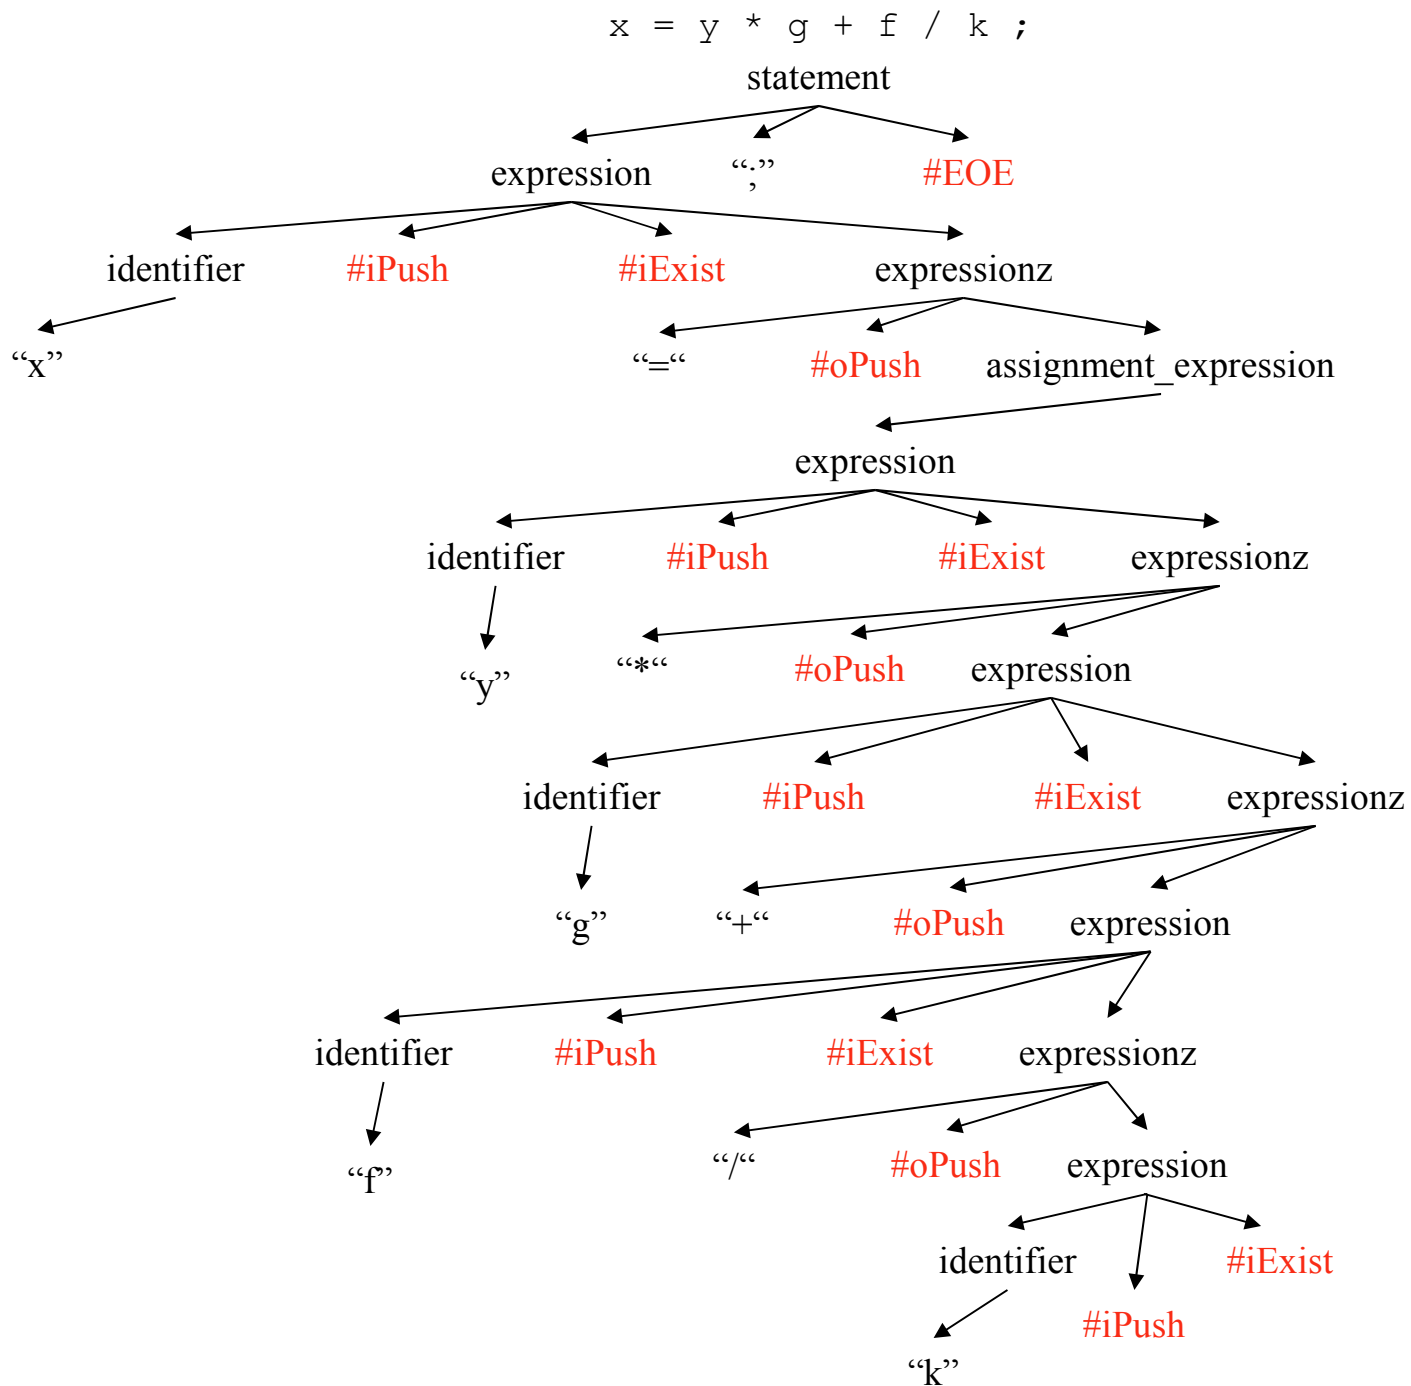 x = y * g + f / k ;
statement
expression “;” #EOE
identifier #iPush #iExist expressionz
“x” “=“ #oPush assignment_expression
expression
identifier #iPush #iExist expressionz
“y” “*“ #oPush expression
identifier #iPush #iExist expressionz
“g” “+“ #oPush expression
identifier #iPush #iExist expressionz
“f” “/“ #oPush expression
identifier #iExist
#iPush
“k”